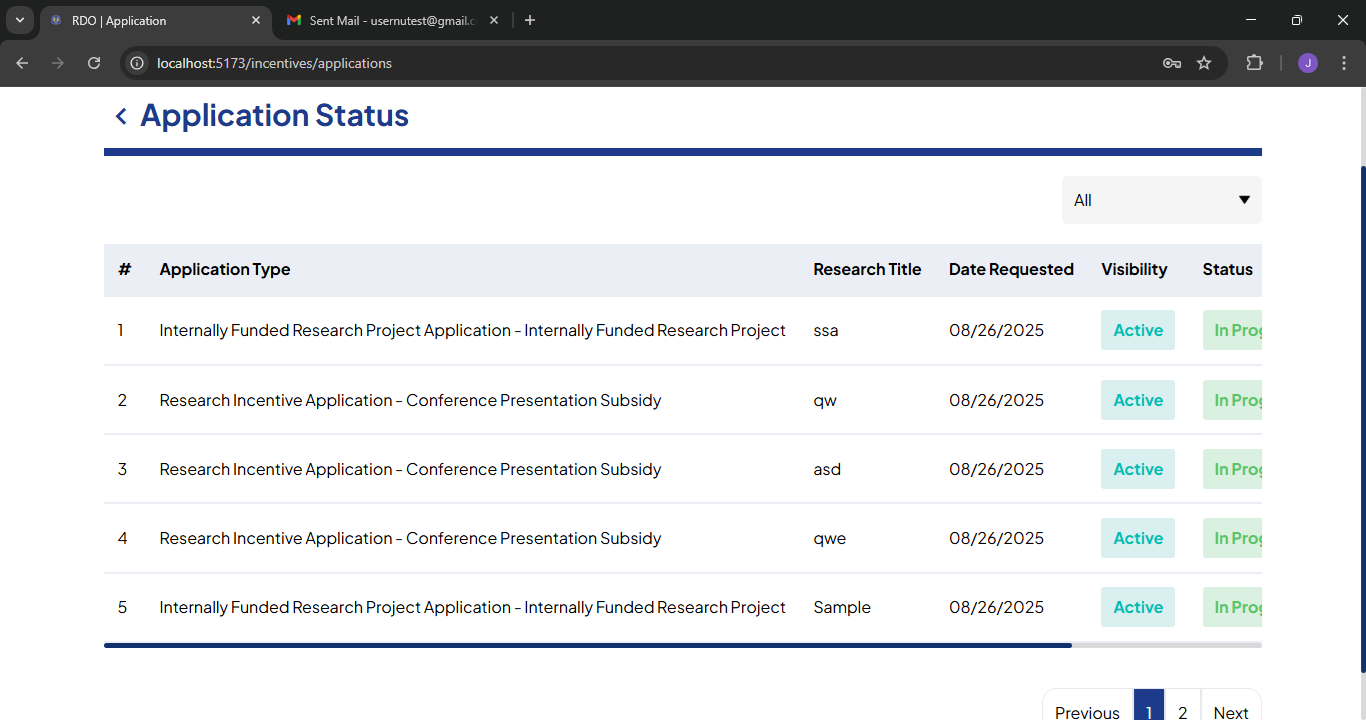 RDO | Application
Sent Mail - usernutest@gmail.c
localhost:5173/incentives/applications
J
Application Status
All
# Application Type Research Title Date Requested Visibility Status
1 Internally Funded Research Project Application - Internally Funded Research Project ssa 08/26/2025 Active In Prog
2 Research Incentive Application - Conference Presentation Subsidy qw 08/26/2025 Active In Prog
3 Research Incentive Application - Conference Presentation Subsidy asd 08/26/2025 Active In Prog
4 Research Incentive Application - Conference Presentation Subsidy qwe 08/26/2025 Active In Prog
5 Internally Funded Research Project Application - Internally Funded Research Project Sample 08/26/2025 Active In Prog
Previous 1 2 Next